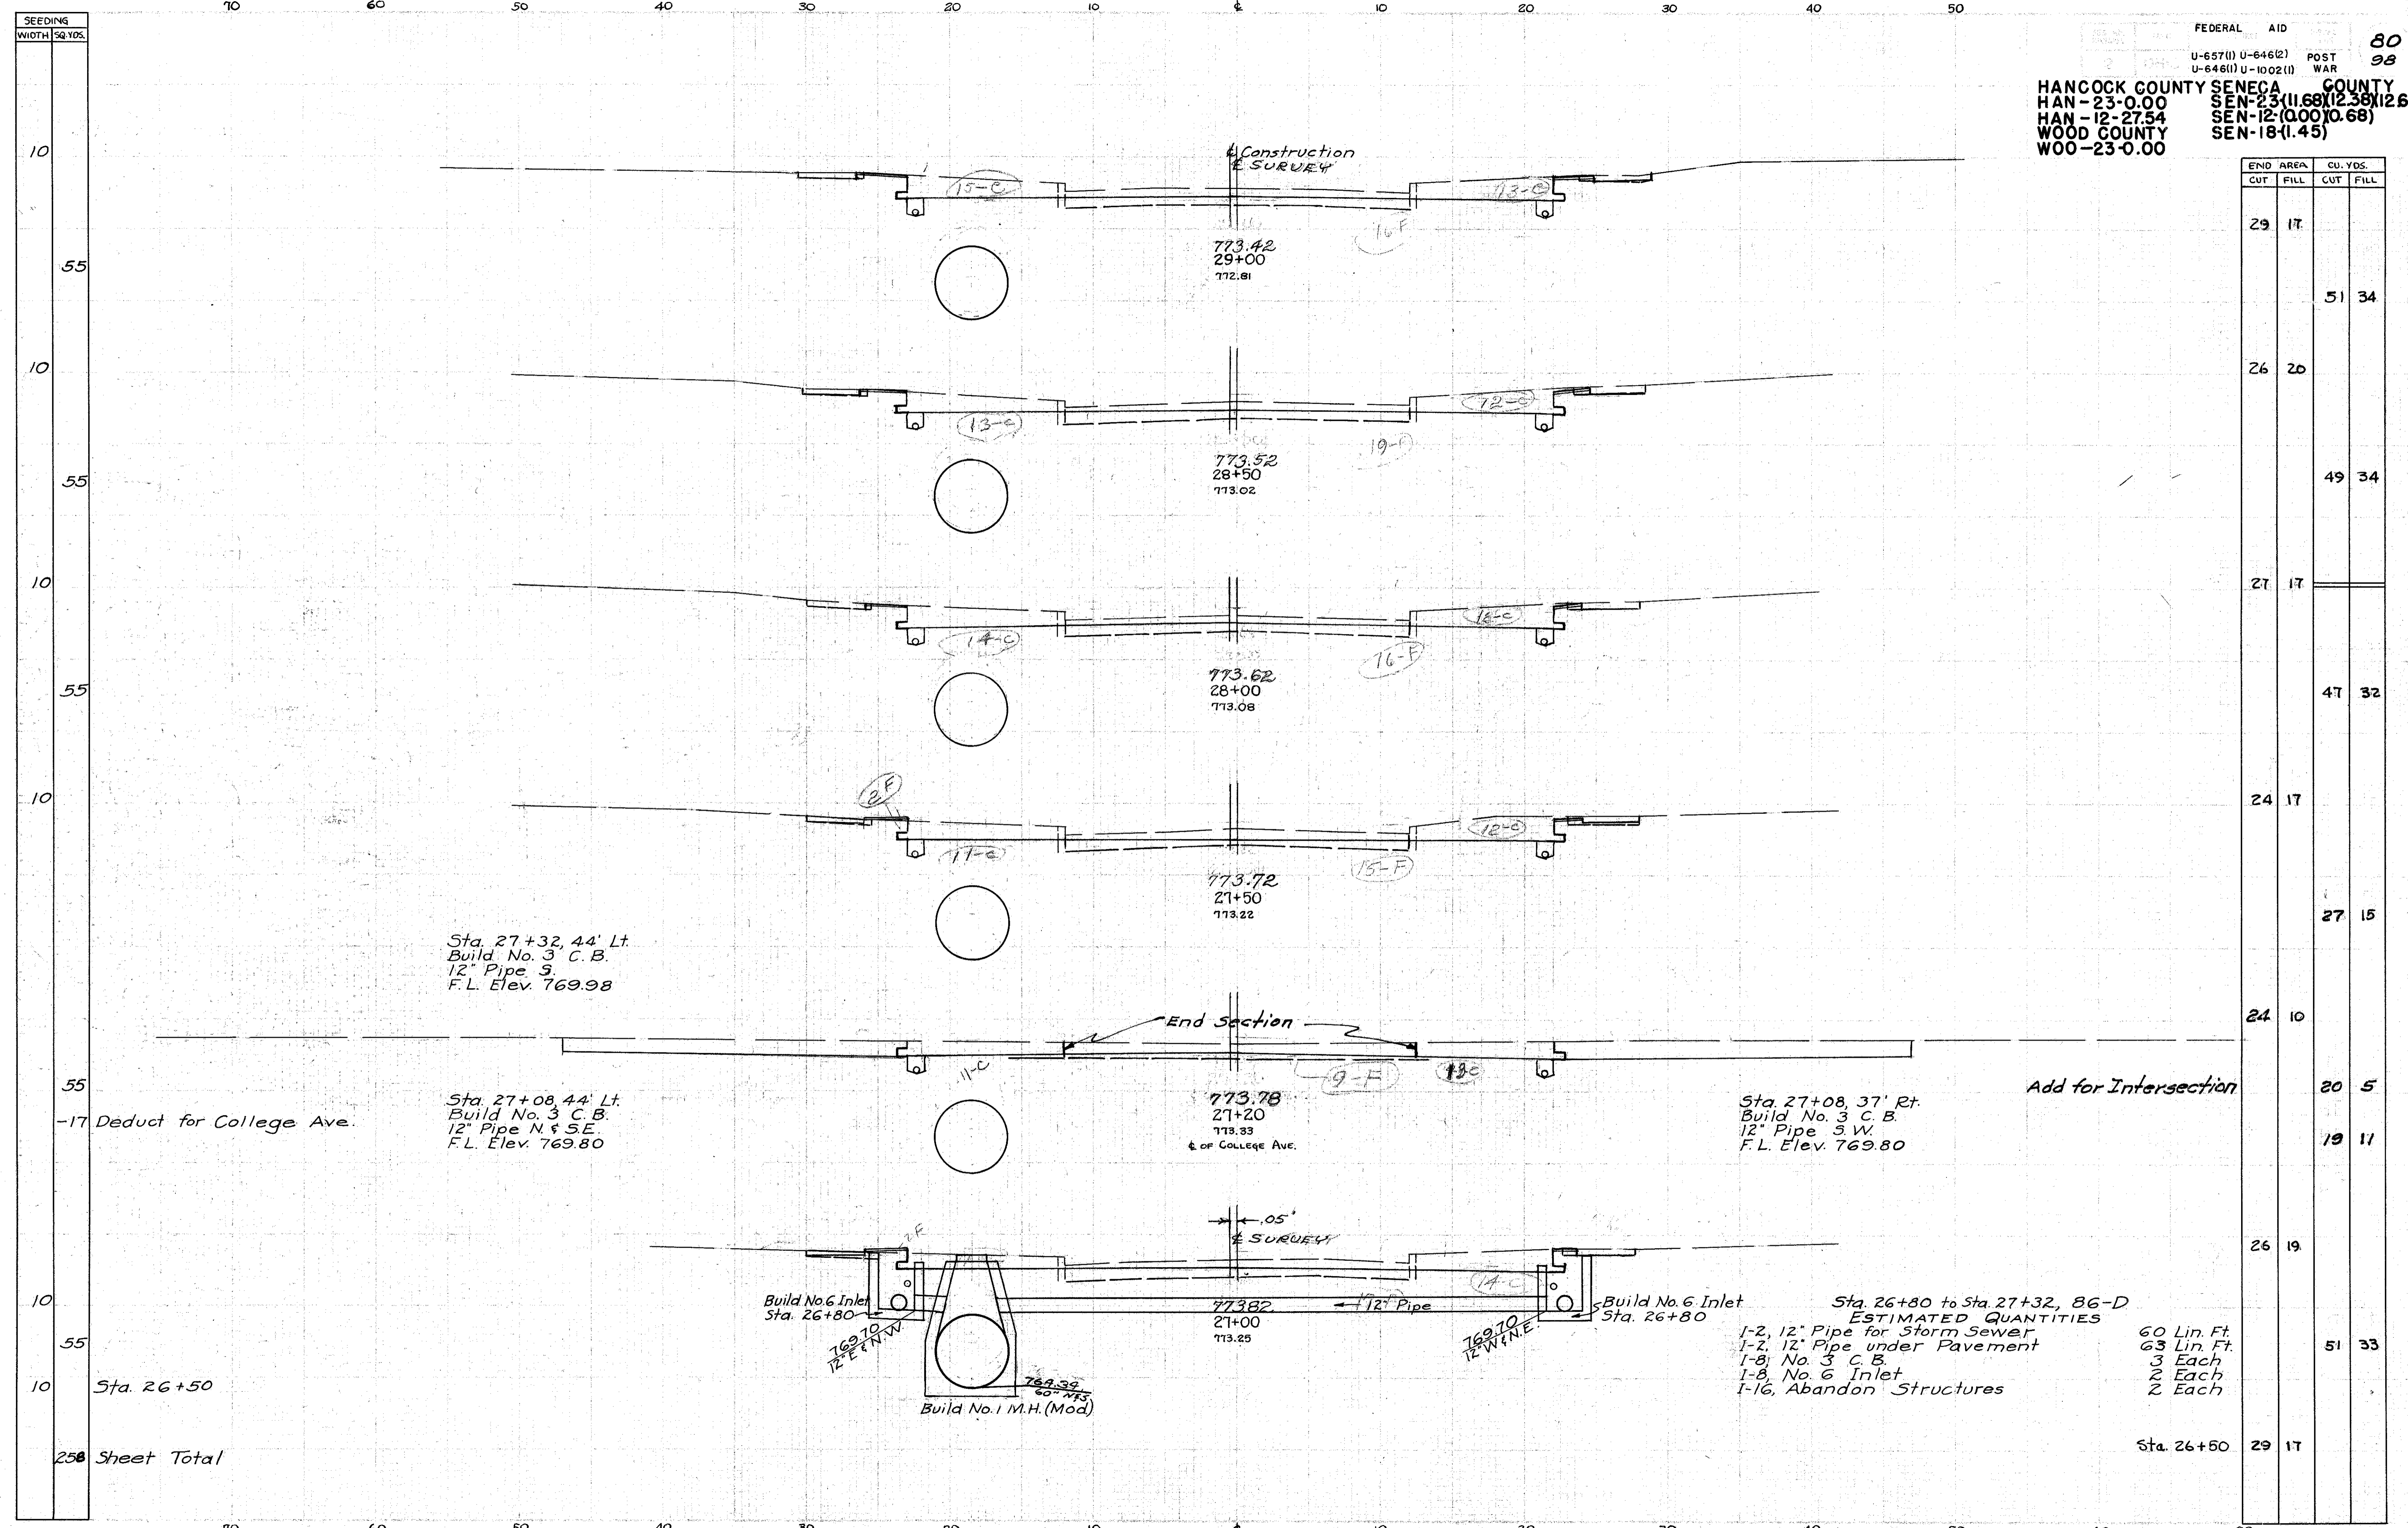 70 60 50 40 30 20 10 ℄ 10 20 30 40 50
SEEDING
WIDTH SQ.YDS.
FEDERAL AID
80
98
U-657(1) U-646(2) POST
U-646(1) U-1002(1) WAR
HANCOCK COUNTY SENECA COUNTY
HAN-23-0.00 SEN-23-(11.68)(12.38)(12.6
HAN-12-27.54 SEN-12-(0.00)(0.68)
WOOD COUNTY SEN-18-(1.45)
WOO-23-0.00
END AREA CU. YDS.
CUT FILL CUT FILL
10
℄ Construction
℄ SURVEY
15-C 13-C
16-F
29 17
773.42
29+00
772.81
55
51 34
10
26 20
13-C 12-C
19-F
773.52
28+50
773.02
55
49 34
10
27 17
14-C 12-C
16-F
773.62
28+00
773.08
55
47 32
10
2F
24 17
11-C 12-C
15-F
773.72
27+50
773.22
27 15
Sta. 27+32, 44' Lt.
Build No. 3 C.B.
12" Pipe S.
F.L. Elev. 769.98
End Section
24 10
11-C 9-F 13C
55
-17 Deduct for College Ave.
Sta. 27+08, 44' Lt.
Build No. 3 C.B.
12" Pipe N. & S.E.
F.L. Elev. 769.80
773.78
27+20
773.33
℄ OF COLLEGE AVE.
Sta. 27+08, 37' Rt.
Build No. 3 C.B.
12" Pipe S.W.
F.L. Elev. 769.80
Add for Intersection 20 5
19 11
.05'
℄ SURVEY
2-F
26 19
14-C
10
Build No.6 Inlet
Sta. 26+80
769.70
12" E & N.W.
773.82
27+00
773.25
12" Pipe
769.70
12" W & N.E.
Build No.6 Inlet
Sta. 26+80
764.39
60" N & S
Build No.1 M.H. (Mod)
Sta. 26+80 to Sta. 27+32, 86-D
ESTIMATED QUANTITIES
I-2, 12" Pipe for Storm Sewer 60 Lin. Ft.
I-2, 12" Pipe under Pavement 63 Lin. Ft.
I-8, No. 3 C.B. 3 Each
I-8, No. 6 Inlet 2 Each
I-16, Abandon Structures 2 Each
55
51 33
10 Sta. 26+50
258 Sheet Total
Sta. 26+50 29 17